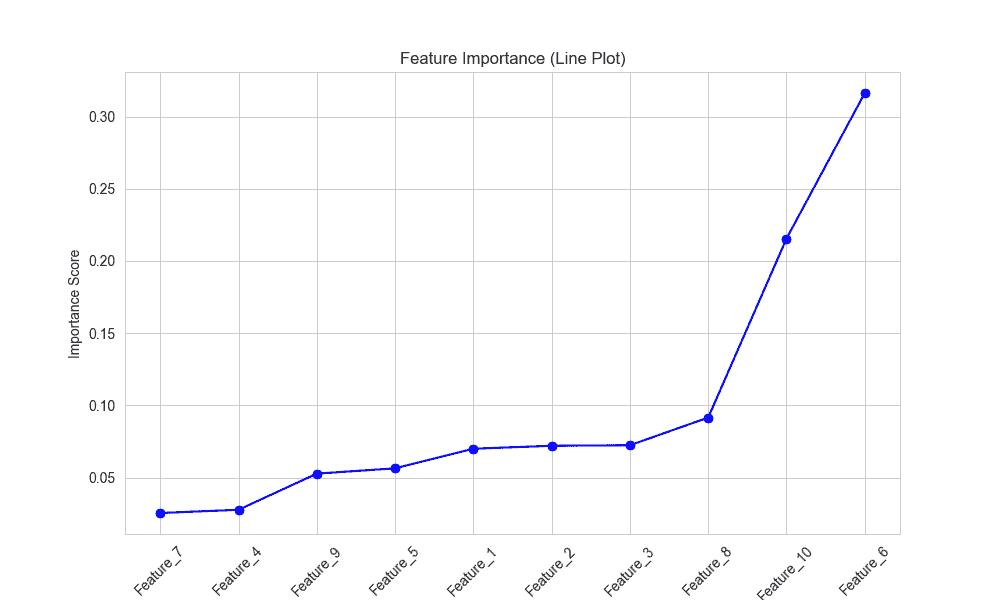 Feature Importance (Line Plot)
Importance Score
0.30
0.25
0.20
0.15
0.10
0.05
Feature_7
Feature_4
Feature_9
Feature_5
Feature_1
Feature_2
Feature_3
Feature_8
Feature_10
Feature_6